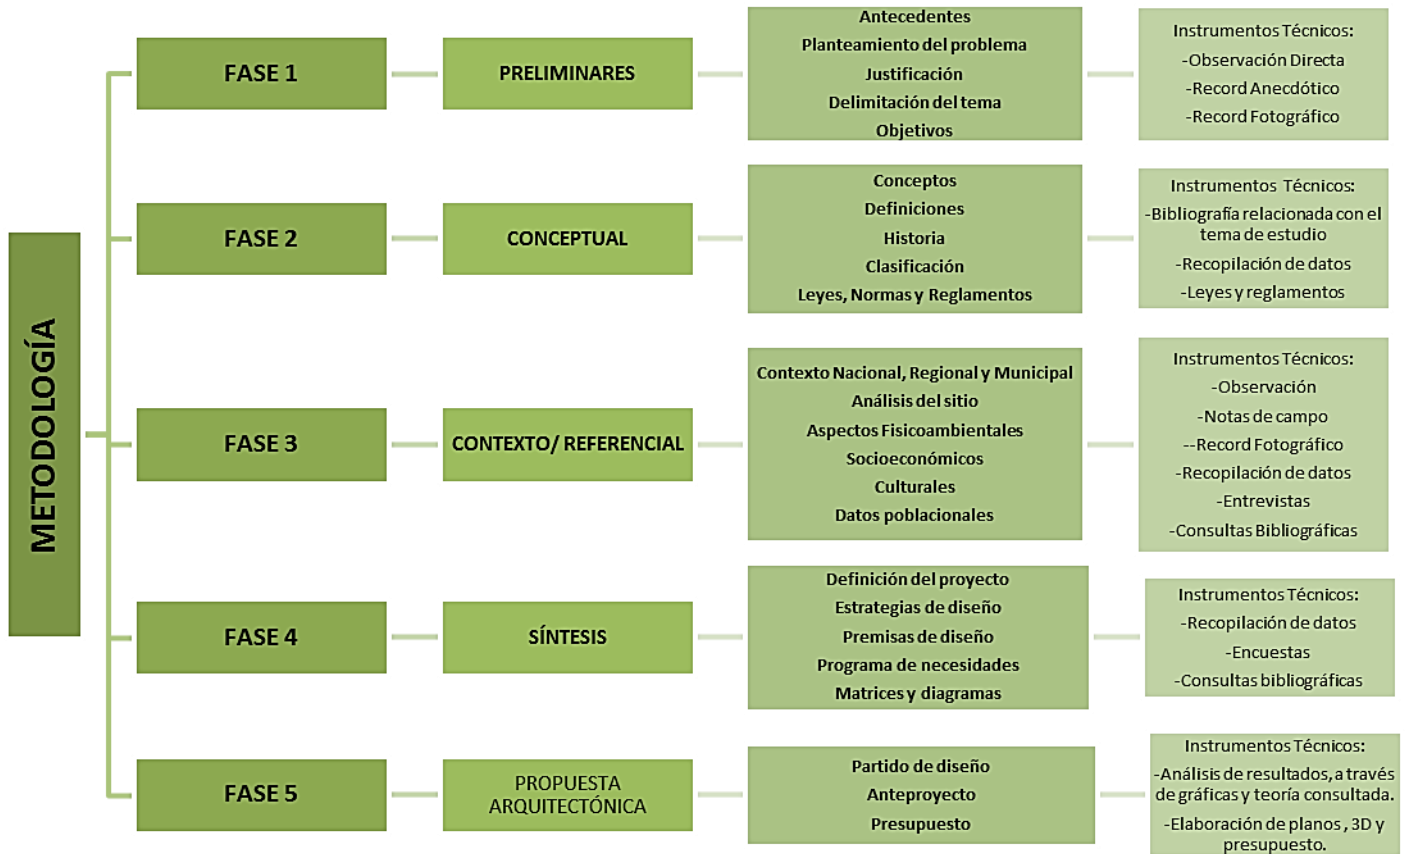 METODOLOGÍA
FASE 1
PRELIMINARES
Antecedentes
Planteamiento del problema
Justificación
Delimitación del tema
Objetivos
Instrumentos Técnicos:
-Observación Directa
-Record Anecdótico
-Record Fotográfico
FASE 2
CONCEPTUAL
Conceptos
Definiciones
Historia
Clasificación
Leyes, Normas y Reglamentos
Instrumentos Técnicos:
-Bibliografía relacionada con el
tema de estudio
-Recopilación de datos
-Leyes y reglamentos
FASE 3
CONTEXTO/ REFERENCIAL
Contexto Nacional, Regional y Municipal
Análisis del sitio
Aspectos Fisicoambientales
Socioeconómicos
Culturales
Datos poblacionales
Instrumentos Técnicos:
-Observación
-Notas de campo
--Record Fotográfico
-Recopilación de datos
-Entrevistas
-Consultas Bibliográficas
FASE 4
SÍNTESIS
Definición del proyecto
Estrategias de diseño
Premisas de diseño
Programa de necesidades
Matrices y diagramas
Instrumentos Técnicos:
-Recopilación de datos
-Encuestas
-Consultas bibliográficas
FASE 5
PROPUESTA
ARQUITECTÓNICA
Partido de diseño
Anteproyecto
Presupuesto
Instrumentos Técnicos:
-Análisis de resultados, a través
de gráficas y teoría consultada.
-Elaboración de planos , 3D y
presupuesto.